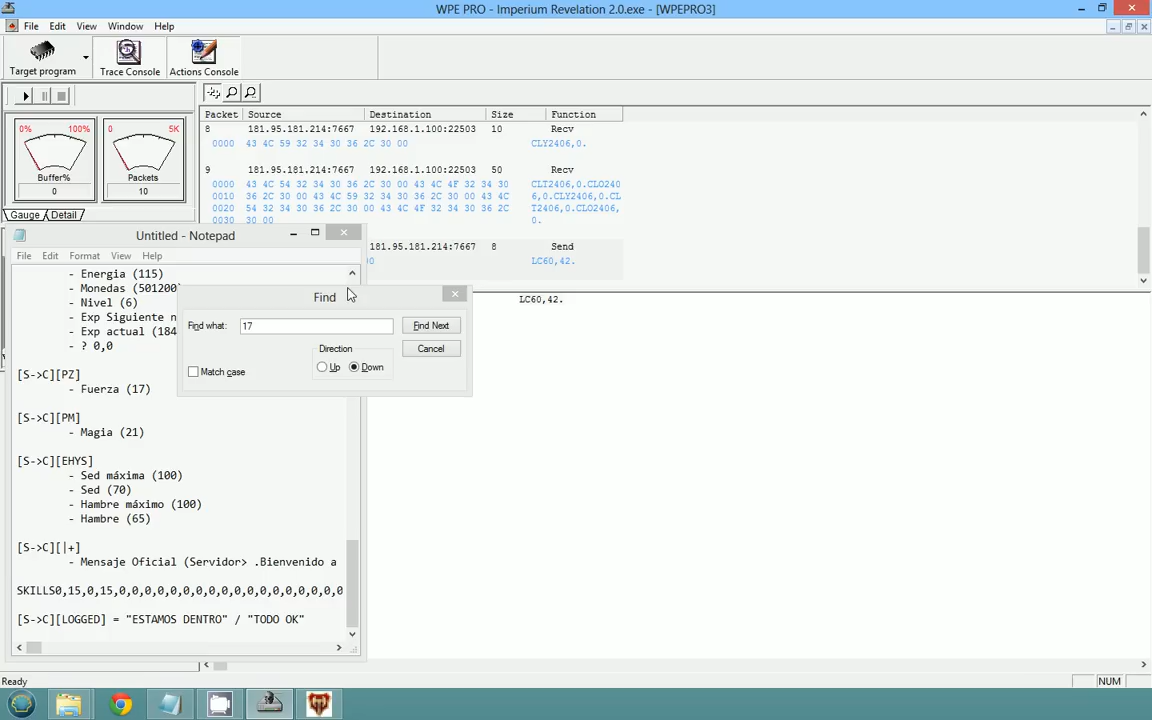 WPE PRO - Imperium Revelation 2.0.exe - [WPEPRO3]
File Edit View Window Help
Target program Trace Console Actions Console
Packet Source Destination Size Function
8 181.95.181.214:7667 192.168.1.100:22503 10 Recv
0000 43 4C 59 32 34 30 36 2C 30 00 CLY2406,0.
9 181.95.181.214:7667 192.168.1.100:22503 50 Recv
0000 43 4C 54 32 34 30 36 2C 30 00 43 4C 4F 32 34 30 CLT2406,0.CLO240
0010 36 2C 30 00 43 4C 59 32 34 30 36 2C 30 00 43 4C 6,0.CLY2406,0.CL
0020 54 32 34 30 36 2C 30 00 43 4C 4F 32 34 30 36 2C T2406,0.CLO2406,
0030 30 00 0.
181.95.181.214:7667 8 Send
00 LC60,42.
LC60,42.
0% 100%
Buffer%
0
0 5K
Packets
10
Gauge Detail
Untitled - Notepad
File Edit Format View Help
- Energia (115)
- Monedas (501200)
- Nivel (6)
- Exp Siguiente n
- Exp actual (184
- ? 0,0
[S->C][PZ]
- Fuerza (17)
[S->C][PM]
- Magia (21)
[S->C][EHYS]
- Sed máxima (100)
- Sed (70)
- Hambre máximo (100)
- Hambre (65)
[S->C][|+]
- Mensaje Oficial (Servidor> .Bienvenido a
SKILLS0,15,0,15,0,0,0,0,0,0,0,0,0,0,0,0,0,0,0,0,0
[S->C][LOGGED] = "ESTAMOS DENTRO" / "TODO OK"
Find
Find what: 17 Find Next
Direction
Cancel
Up Down
Match case
Ready NUM